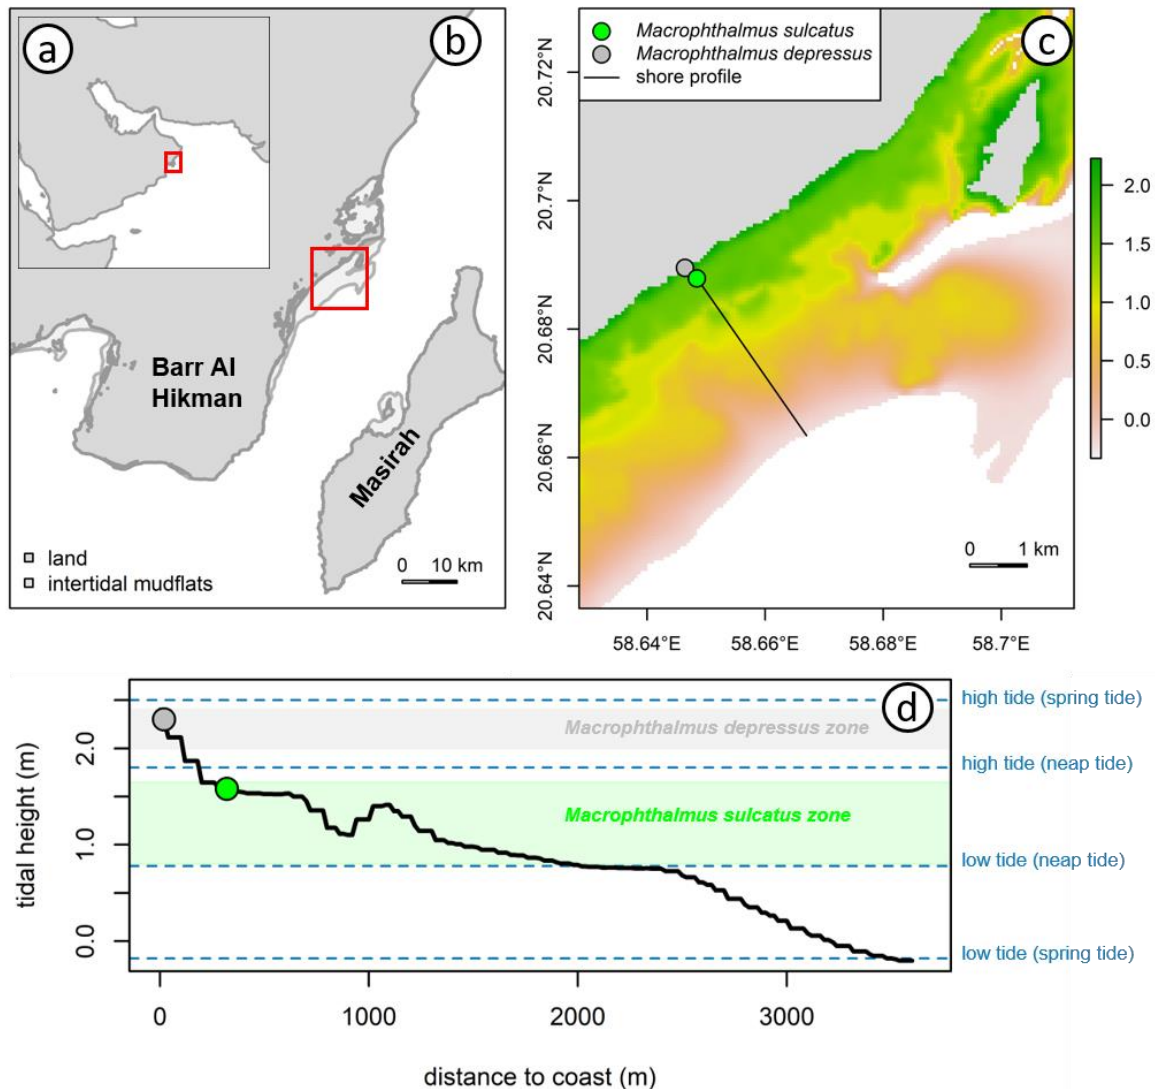 a
b
Barr Al
Hikman
Masirah
land
intertidal mudflats
0 10 km
Macrophthalmus sulcatus
Macrophthalmus depressus
shore profile
c
20.72°N
20.7°N
20.68°N
20.66°N
20.64°N
58.64°E 58.66°E 58.68°E 58.7°E
0 1 km
2.0
1.5
1.0
0.5
0.0
d
high tide (spring tide)
Macrophthalmus depressus zone
high tide (neap tide)
Macrophthalmus sulcatus zone
low tide (neap tide)
low tide (spring tide)
tidal height (m)
2.0
1.0
0.0
0 1000 2000 3000
distance to coast (m)